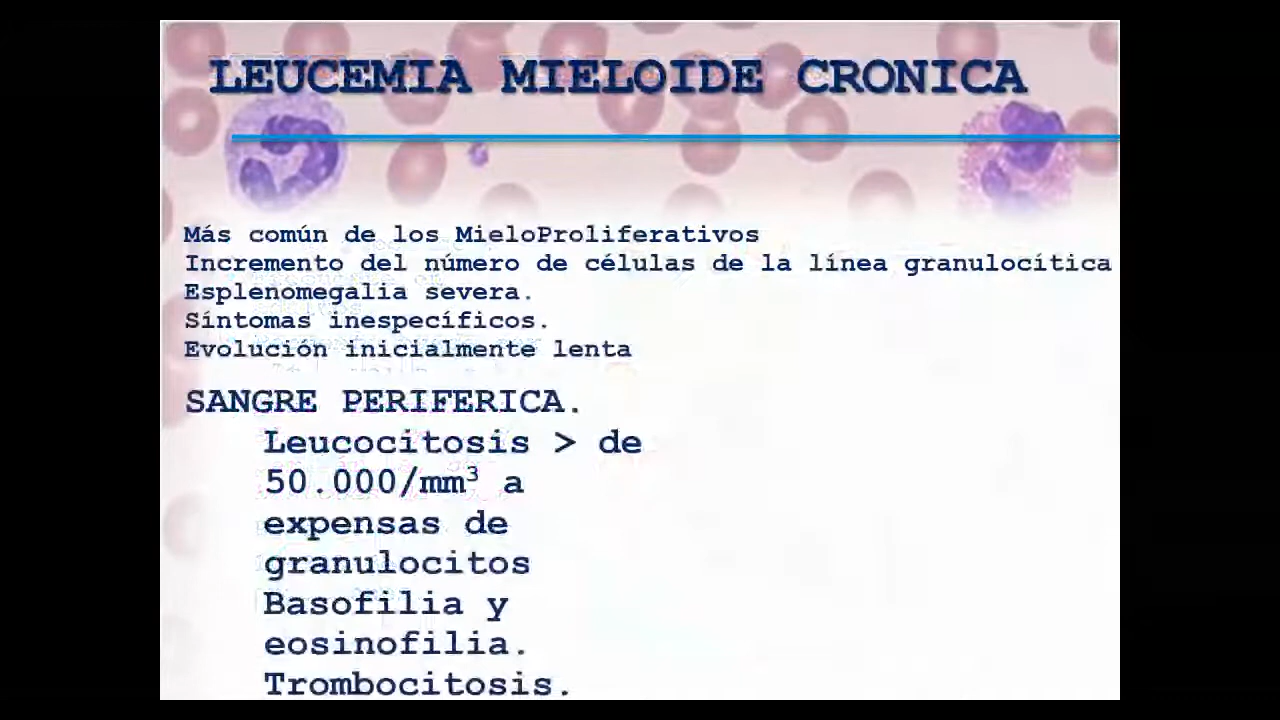 LEUCEMIA MIELOIDE CRONICA
Más común de los MieloProliferativos
Incremento del número de células de la línea granulocítica
Esplenomegalia severa.
Síntomas inespecíficos.
Evolución inicialmente lenta
SANGRE PERIFERICA.
Leucocitosis > de
50.000/mm³ a
expensas de
granulocitos
Basofilia y
eosinofilia.
Trombocitosis.